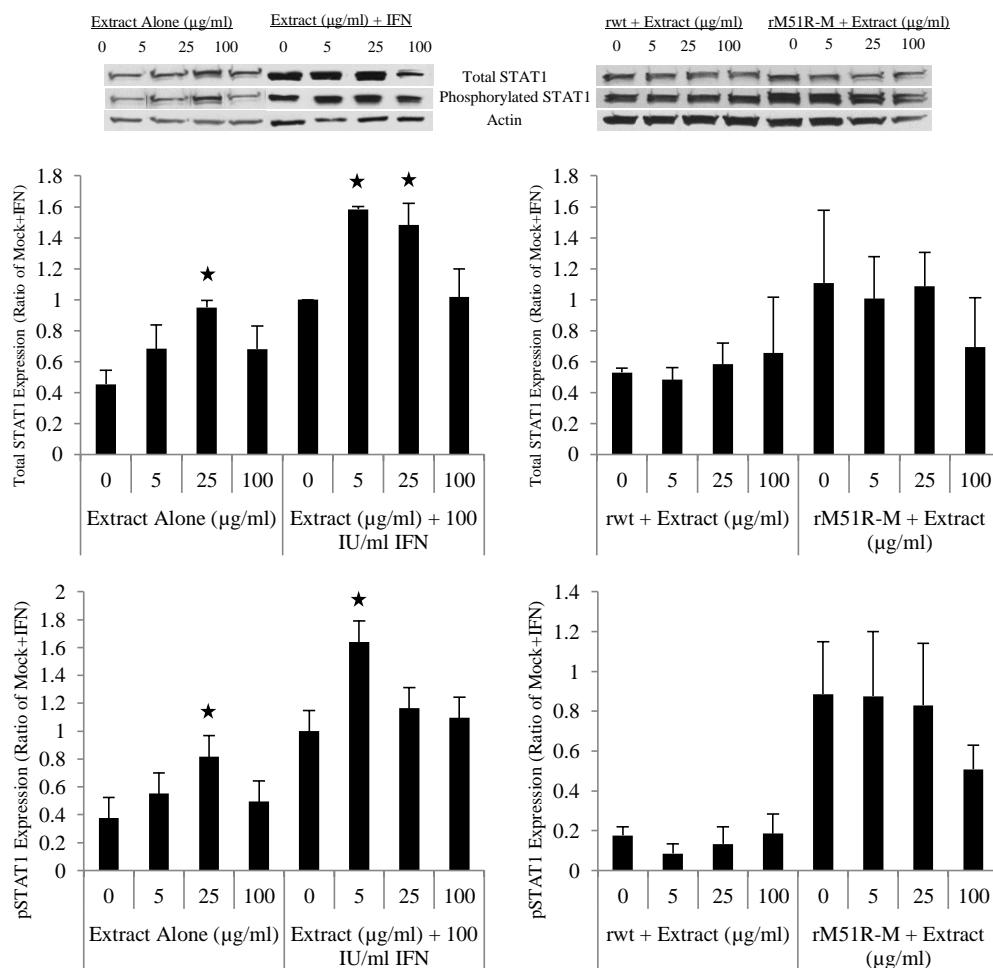 Extract Alone (µg/ml)
0 5 25 100
Extract (µg/ml) + IFN
0 5 25 100
rwt + Extract (µg/ml)
0 5 25 100
rM51R-M + Extract (µg/ml)
0 5 25 100
Total STAT1
Phosphorylated STAT1
Actin
Total STAT1 Expression (Ratio of Mock+IFN)
1.8
1.6
1.4
1.2
1
0.8
0.6
0.4
0.2
0
★ ★ ★
0 5 25 100 0 5 25 100
Extract Alone (µg/ml)
Extract (µg/ml) + 100
IU/ml IFN
Total STAT1 Expression (Ratio of Mock+IFN)
1.8
1.6
1.4
1.2
1
0.8
0.6
0.4
0.2
0
0 5 25 100 0 5 25 100
rwt + Extract (µg/ml)
rM51R-M + Extract
(µg/ml)
pSTAT1 Expression (Ratio of Mock+IFN)
2
1.8
1.6
1.4
1.2
1
0.8
0.6
0.4
0.2
0
★ ★
0 5 25 100 0 5 25 100
Extract Alone (µg/ml)
Extract (µg/ml) + 100
IU/ml IFN
pSTAT1 Expression (Ratio of Mock+IFN)
1.4
1.2
1
0.8
0.6
0.4
0.2
0
0 5 25 100 0 5 25 100
rwt + Extract (µg/ml)
rM51R-M + Extract
(µg/ml)